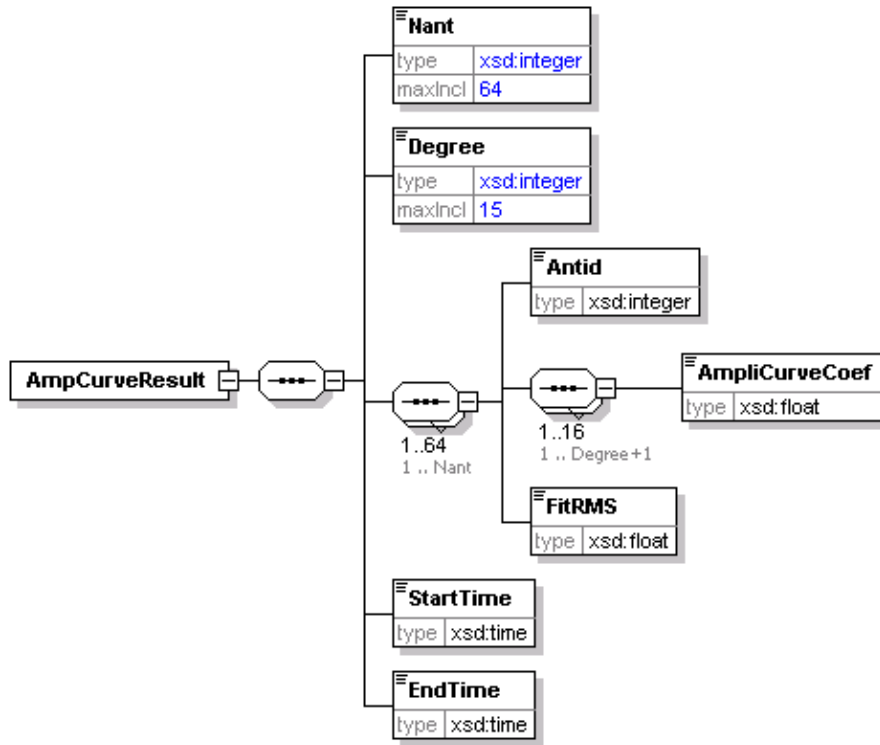 Nant
type xsd:integer
maxIncl 64
Degree
type xsd:integer
maxIncl 15
Antid
type xsd:integer
AmpCurveResult
AmpliCurveCoef
type xsd:float
1..64
1 .. Nant
1..16
1 .. Degree+1
FitRMS
type xsd:float
StartTime
type xsd:time
EndTime
type xsd:time